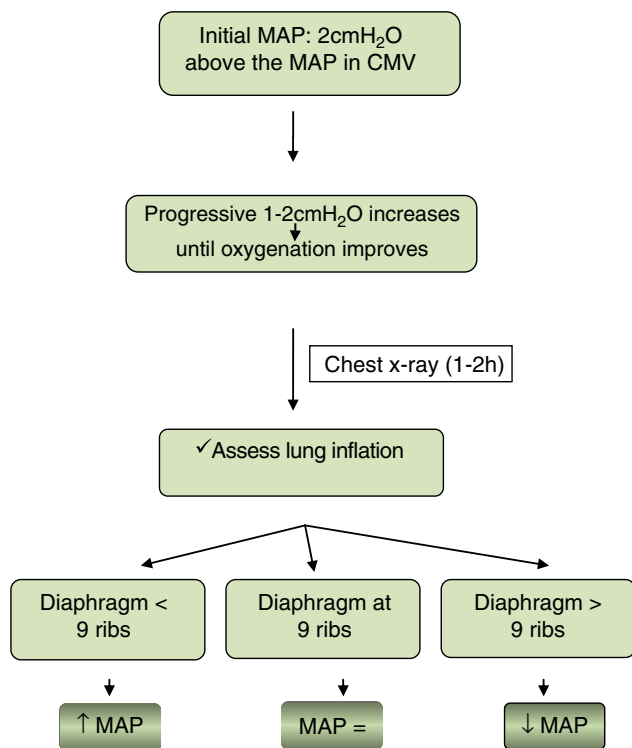 Initial MAP: 2cmH₂O
above the MAP in CMV
Progressive 1-2cmH₂O increases
until oxygenation improves
Chest x-ray (1-2h)
✓Assess lung inflation
Diaphragm <
9 ribs
Diaphragm at
9 ribs
Diaphragm >
9 ribs
↑ MAP
MAP =
↓ MAP